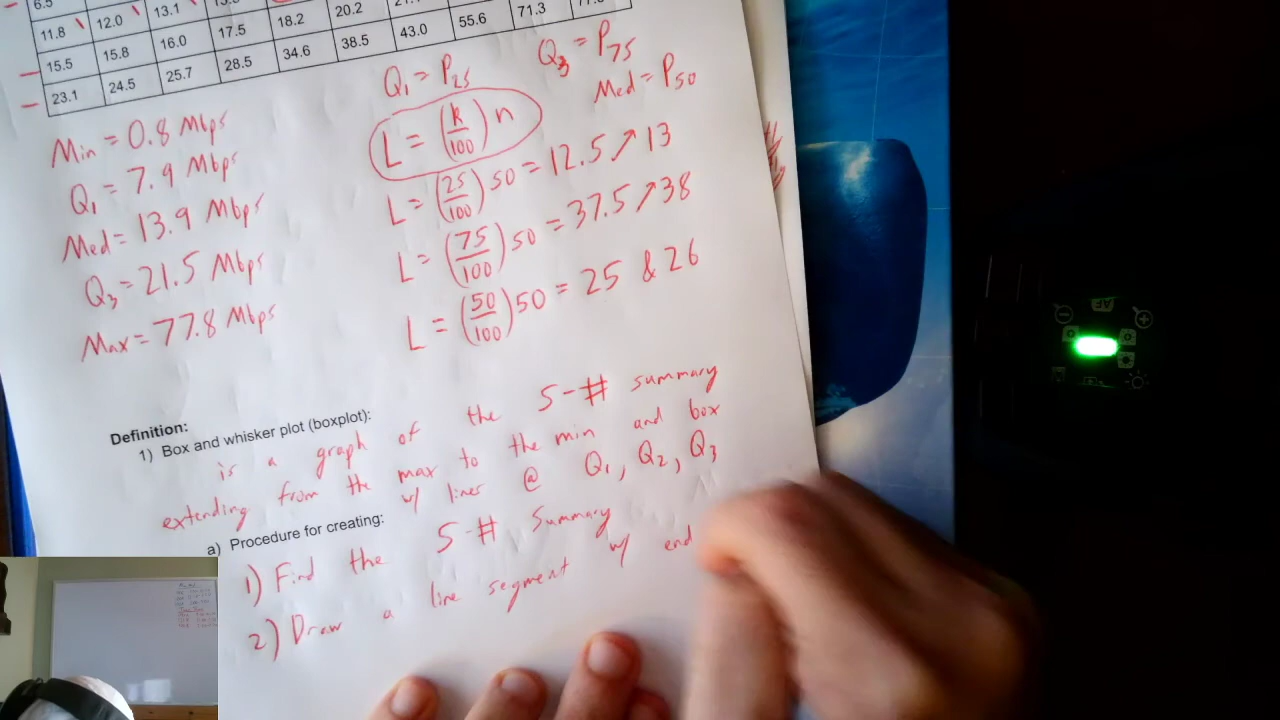 6.5
11.8 12.0 13.1 20.2
15.5 15.8 16.0 17.5 18.2 38.5 43.0 55.6 71.3
23.1 24.5 25.7 28.5 34.6
Q₁ = P₂₅ Q₃ = P₇₅
Med = P₅₀
L = (k/100) n
L = (25/100) 50 = 12.5 ↗ 13
L = (75/100) 50 = 37.5 ↗ 38
L = (50/100) 50 = 25 & 26
Min = 0.8 Mbps
Q₁ = 7.9 Mbps
Med = 13.9 Mbps
Q₃ = 21.5 Mbps
Max = 77.8 Mbps
Definition:
1) Box and whisker plot (boxplot):
is a graph of the 5-# summary
extending from the max to the min and box
w/ lines @ Q₁, Q₂, Q₃
a) Procedure for creating:
1) Find the 5-# Summary
2) Draw a line segment w/ end